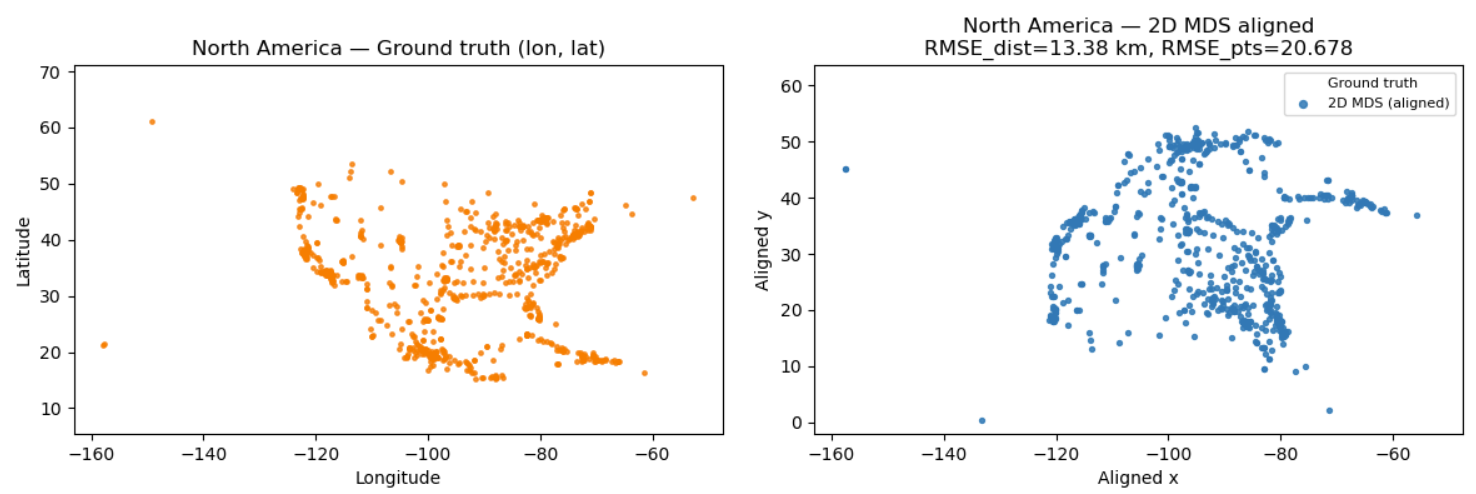 North America — Ground truth (lon, lat)
70
60
50
40
30
20
10
Latitude
−160
−140
−120
−100
−80
−60
Longitude
North America — 2D MDS aligned
RMSE_dist=13.38 km, RMSE_pts=20.678
Ground truth
2D MDS (aligned)
60
50
40
30
20
10
0
Aligned y
−160
−140
−120
−100
−80
−60
Aligned x